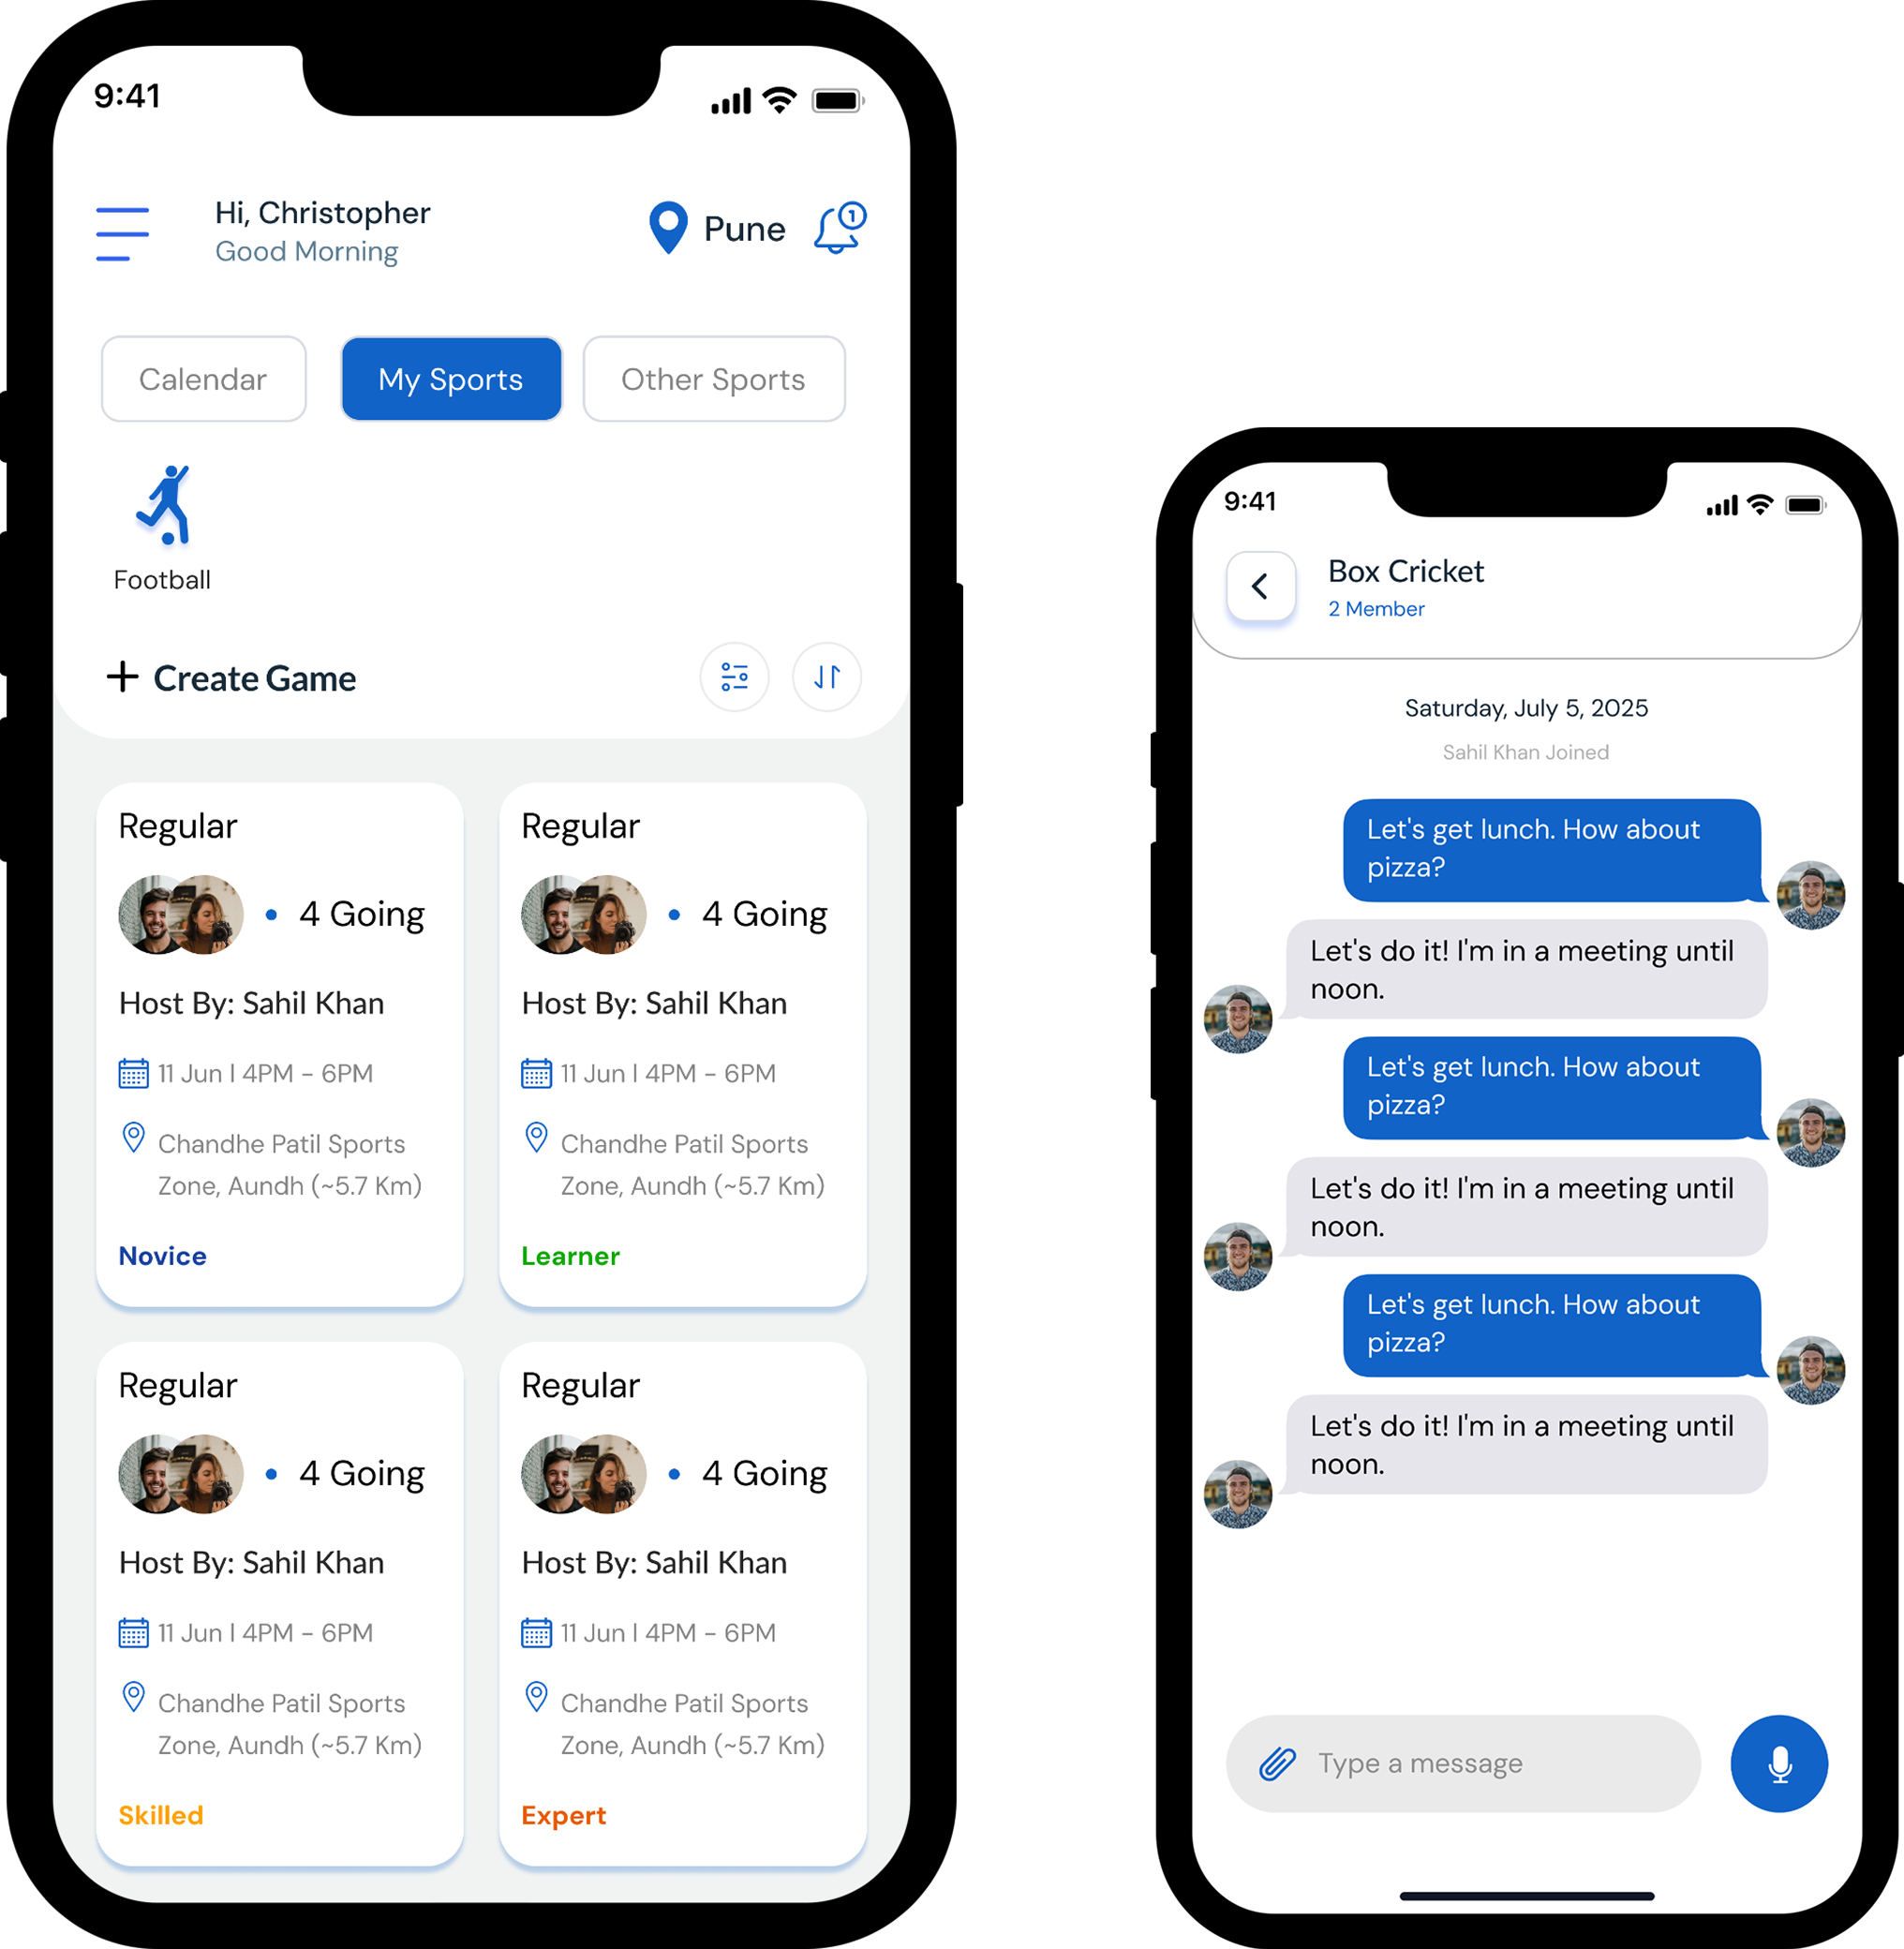 9:41
Hi, Christopher
Good Morning
Pune
1
Calendar
My Sports
Other Sports
Football
+ Create Game
Regular
4 Going
Host By: Sahil Khan
11 Jun | 4PM - 6PM
Chandhe Patil Sports
Zone, Aundh (~5.7 Km)
Novice
Regular
4 Going
Host By: Sahil Khan
11 Jun | 4PM - 6PM
Chandhe Patil Sports
Zone, Aundh (~5.7 Km)
Learner
Regular
4 Going
Host By: Sahil Khan
11 Jun | 4PM - 6PM
Chandhe Patil Sports
Zone, Aundh (~5.7 Km)
Skilled
Regular
4 Going
Host By: Sahil Khan
11 Jun | 4PM - 6PM
Chandhe Patil Sports
Zone, Aundh (~5.7 Km)
Expert
9:41
Box Cricket
2 Member
Saturday, July 5, 2025
Sahil Khan Joined
Let's get lunch. How about
pizza?
Let's do it! I'm in a meeting until
noon.
Let's get lunch. How about
pizza?
Let's do it! I'm in a meeting until
noon.
Let's get lunch. How about
pizza?
Let's do it! I'm in a meeting until
noon.
Type a message